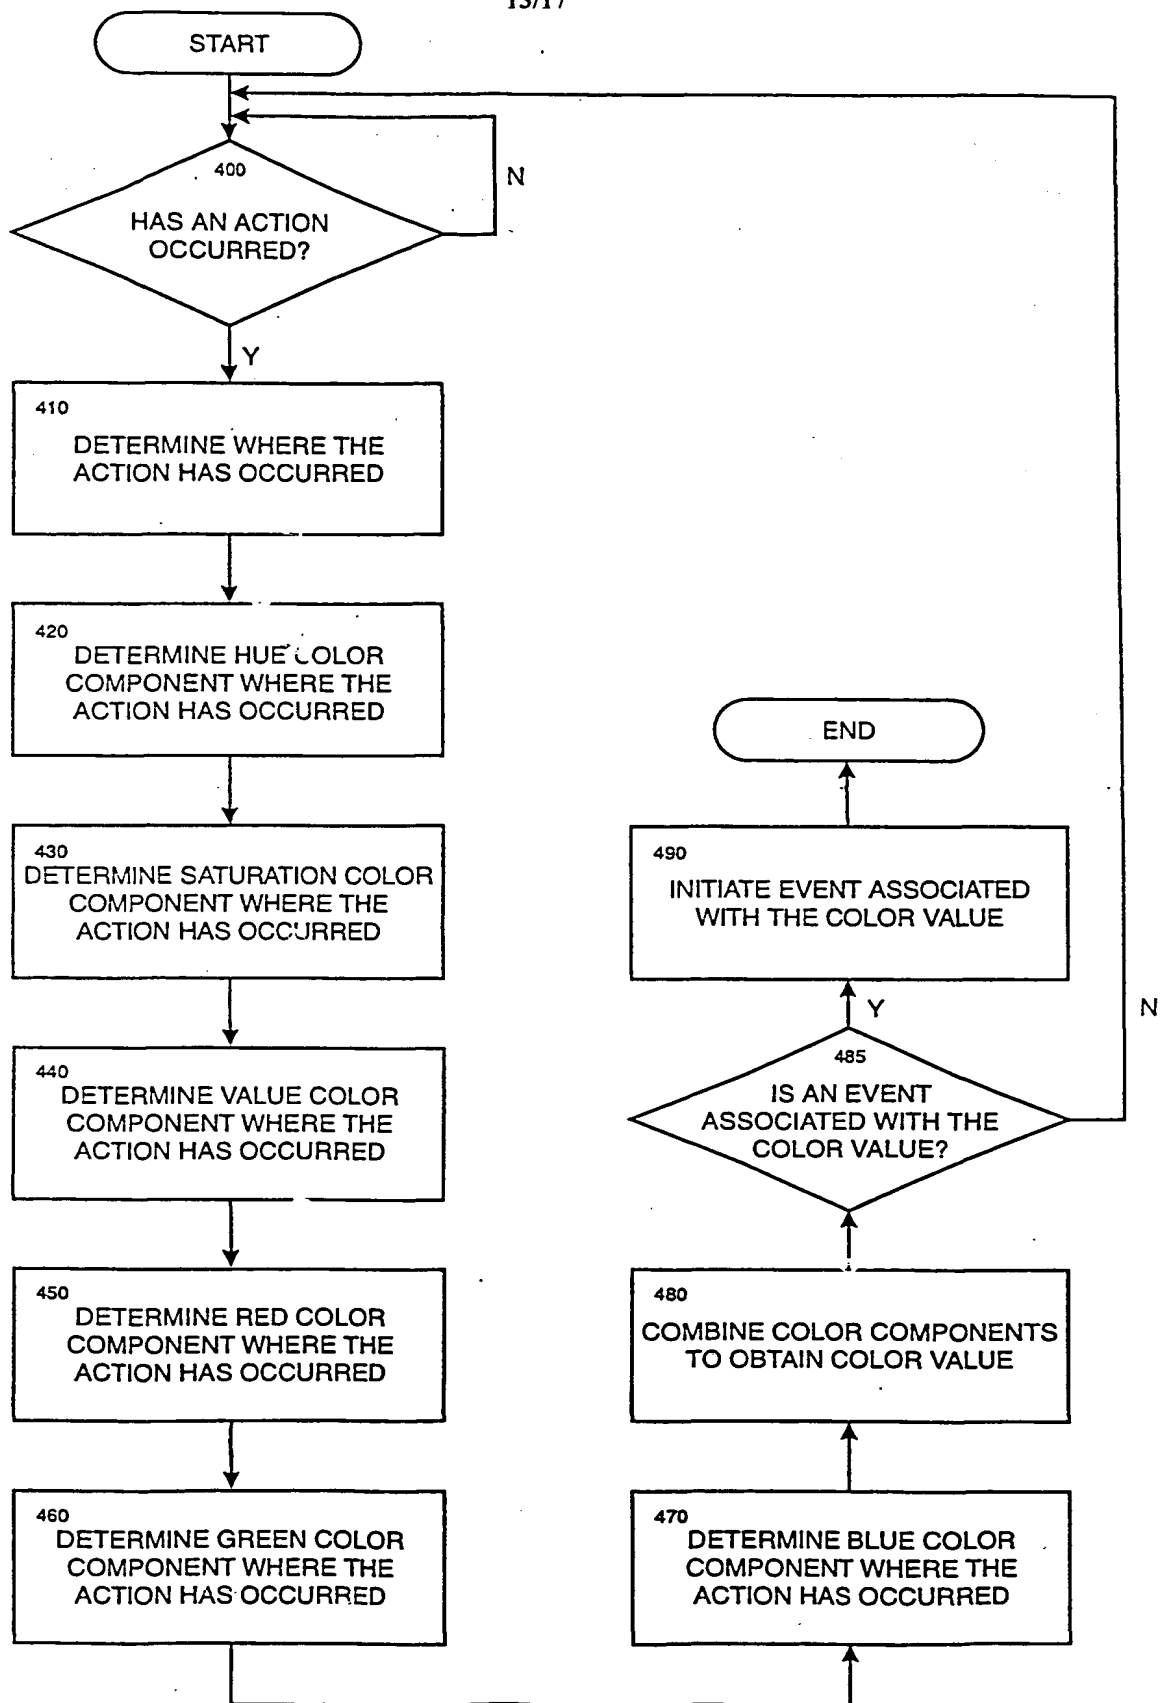 13/17
START
400
HAS AN ACTION
OCCURRED?
N
Y
410
DETERMINE WHERE THE
ACTION HAS OCCURRED
420
DETERMINE HUE COLOR
COMPONENT WHERE THE
ACTION HAS OCCURRED
430
DETERMINE SATURATION COLOR
COMPONENT WHERE THE
ACTION HAS OCCURRED
440
DETERMINE VALUE COLOR
COMPONENT WHERE THE
ACTION HAS OCCURRED
450
DETERMINE RED COLOR
COMPONENT WHERE THE
ACTION HAS OCCURRED
460
DETERMINE GREEN COLOR
COMPONENT WHERE THE
ACTION HAS OCCURRED
470
DETERMINE BLUE COLOR
COMPONENT WHERE THE
ACTION HAS OCCURRED
480
COMBINE COLOR COMPONENTS
TO OBTAIN COLOR VALUE
485
IS AN EVENT
ASSOCIATED WITH THE
COLOR VALUE?
N
Y
490
INITIATE EVENT ASSOCIATED
WITH THE COLOR VALUE
END